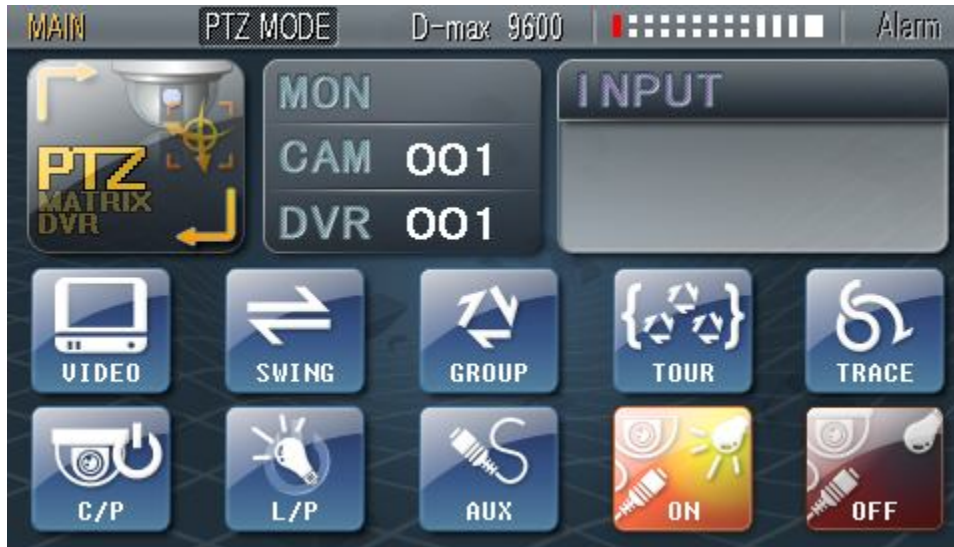 MAIN PTZ MODE D-max 9600 Alarm
PTZ
MATRIX
DVR
MON
CAM 001
DVR 001
INPUT
VIDEO SWING GROUP TOUR TRACE
C/P L/P AUX ON OFF